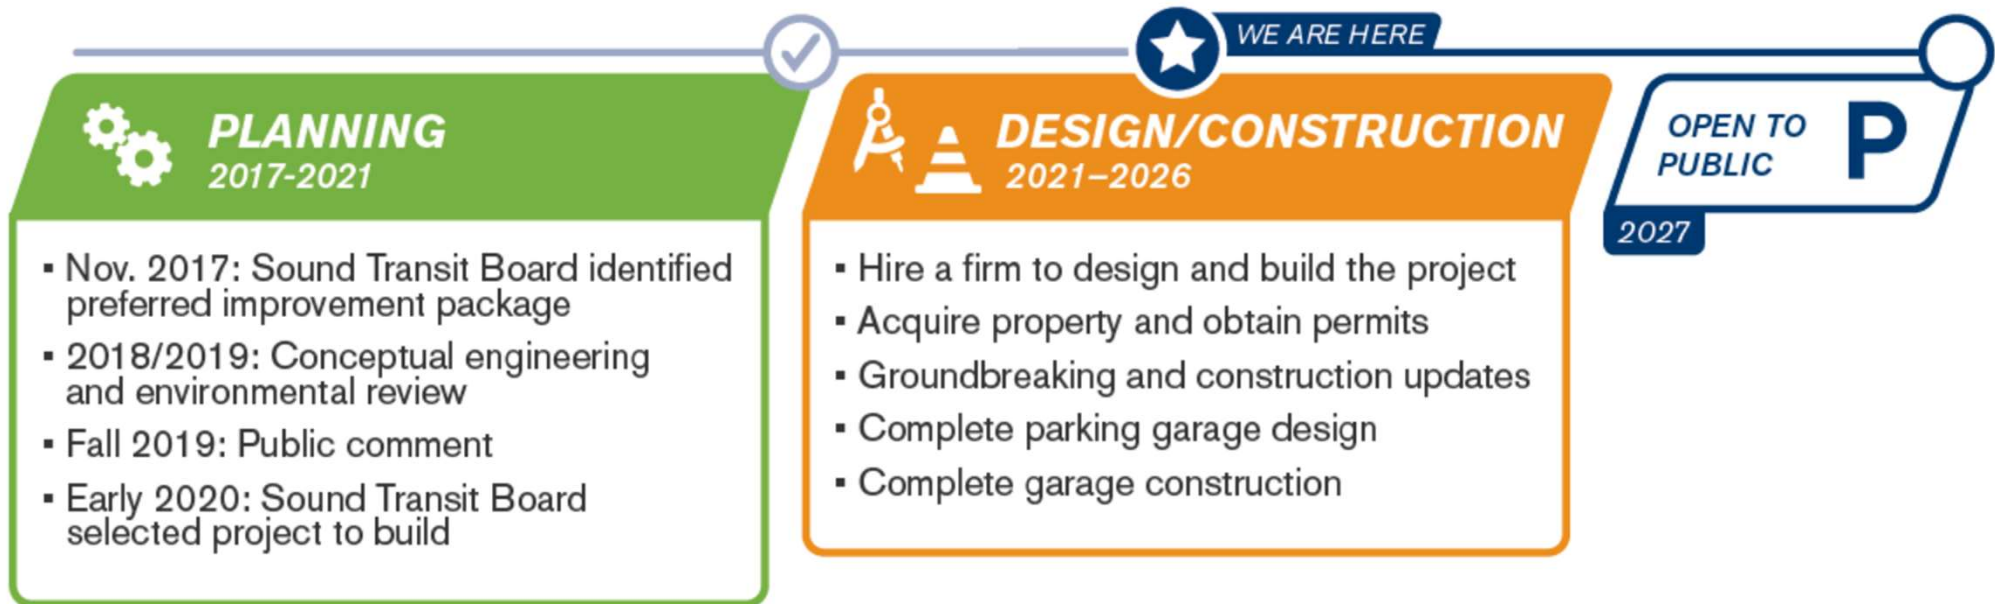 WE ARE HERE
PLANNING
2017-2021
▪ Nov. 2017: Sound Transit Board identified
preferred improvement package
▪ 2018/2019: Conceptual engineering
and environmental review
▪ Fall 2019: Public comment
▪ Early 2020: Sound Transit Board
selected project to build
DESIGN/CONSTRUCTION
2021–2026
▪ Hire a firm to design and build the project
▪ Acquire property and obtain permits
▪ Groundbreaking and construction updates
▪ Complete parking garage design
▪ Complete garage construction
OPEN TO
PUBLIC
P
2027